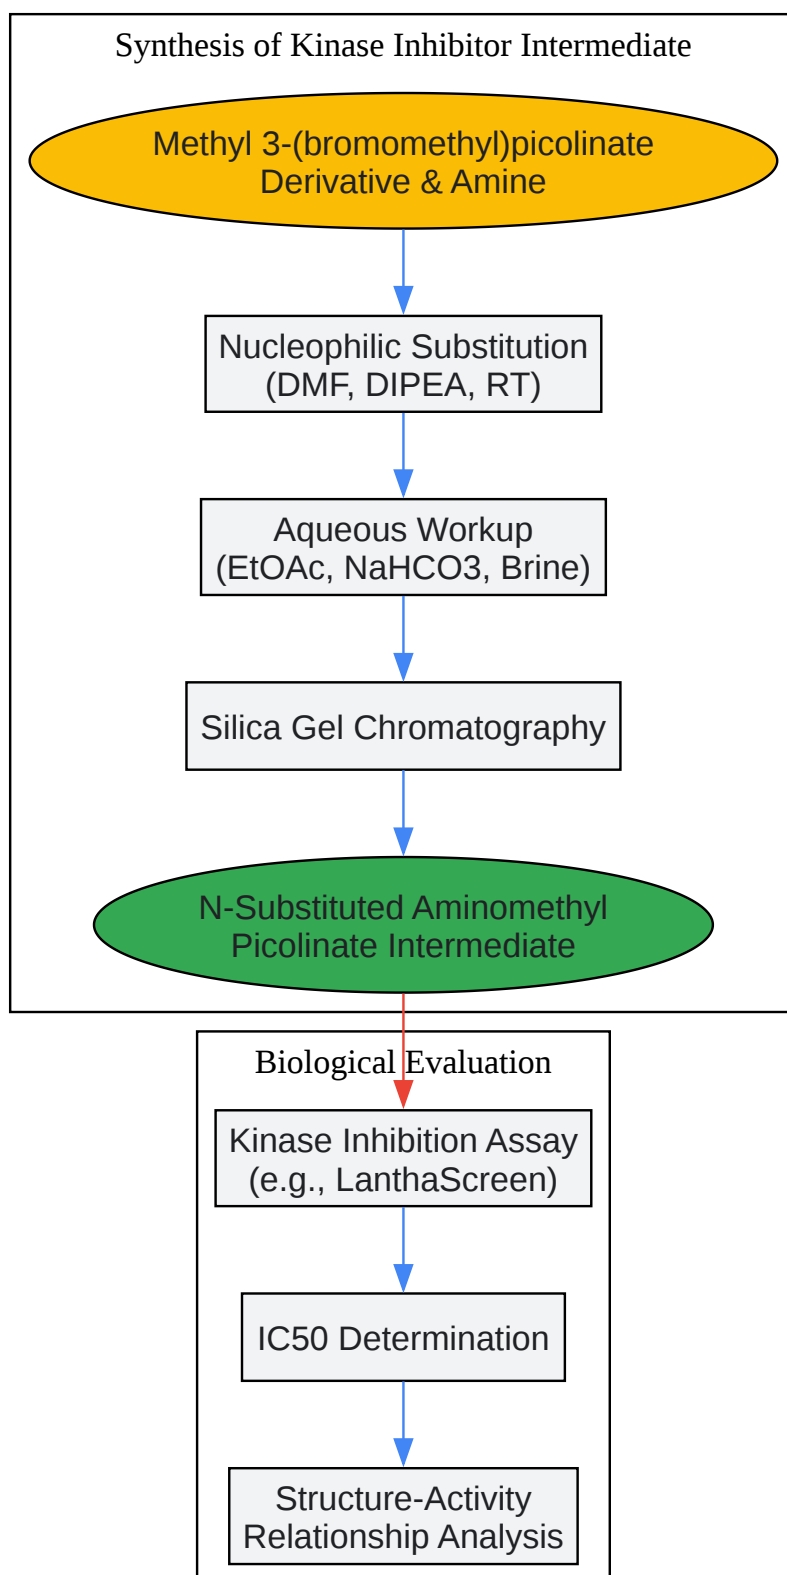 Synthesis of Kinase Inhibitor Intermediate
Methyl 3-(bromomethyl)picolinate
Derivative & Amine
Nucleophilic Substitution
(DMF, DIPEA, RT)
Aqueous Workup
(EtOAc, NaHCO3, Brine)
Silica Gel Chromatography
N-Substituted Aminomethyl
Picolinate Intermediate
Biological Evaluation
Kinase Inhibition Assay
(e.g., LanthaScreen)
IC50 Determination
Structure-Activity
Relationship Analysis